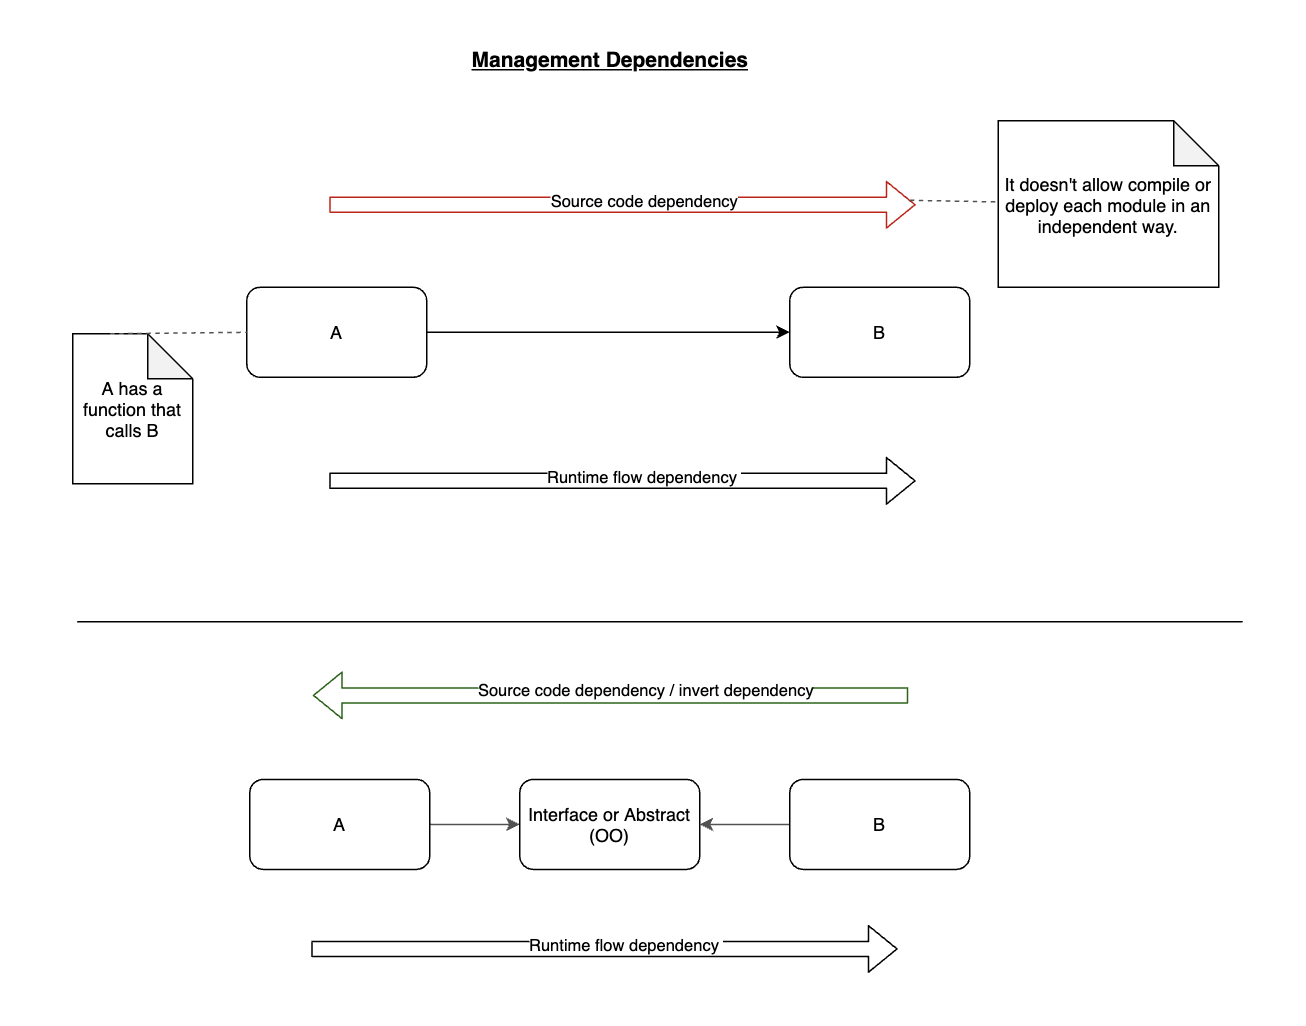 Management Dependencies
Source code dependency
It doesn't allow compile or
deploy each module in an
independent way.
A
B
A has a
function that
calls B
Runtime flow dependency
Source code dependency / invert dependency
A
Interface or Abstract
(OO)
B
Runtime flow dependency